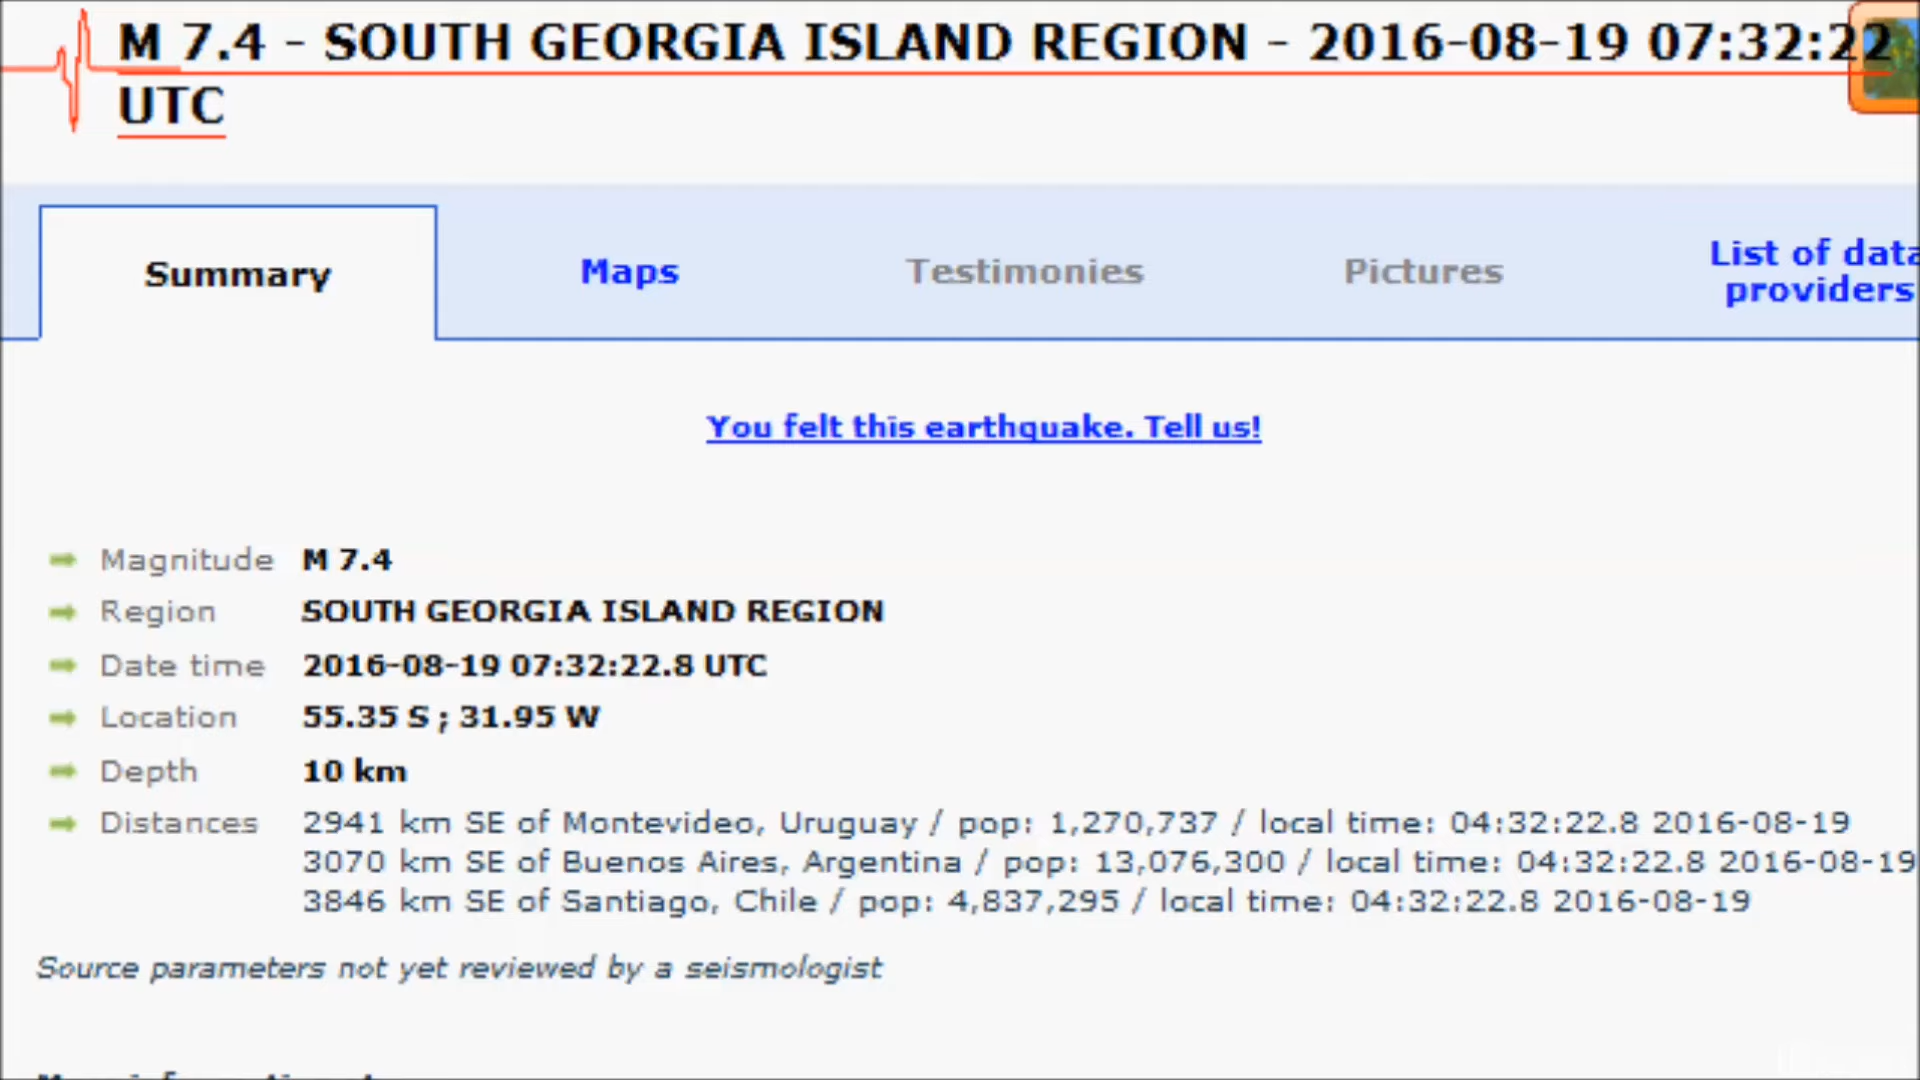 M 7.4 - SOUTH GEORGIA ISLAND REGION - 2016-08-19 07:32:22
UTC
Summary
Maps
Testimonies
Pictures
List of data
providers
You felt this earthquake. Tell us!
Magnitude M 7.4
Region SOUTH GEORGIA ISLAND REGION
Date time 2016-08-19 07:32:22.8 UTC
Location 55.35 S ; 31.95 W
Depth 10 km
Distances 2941 km SE of Montevideo, Uruguay / pop: 1,270,737 / local time: 04:32:22.8 2016-08-19
3070 km SE of Buenos Aires, Argentina / pop: 13,076,300 / local time: 04:32:22.8 2016-08-19
3846 km SE of Santiago, Chile / pop: 4,837,295 / local time: 04:32:22.8 2016-08-19
Source parameters not yet reviewed by a seismologist